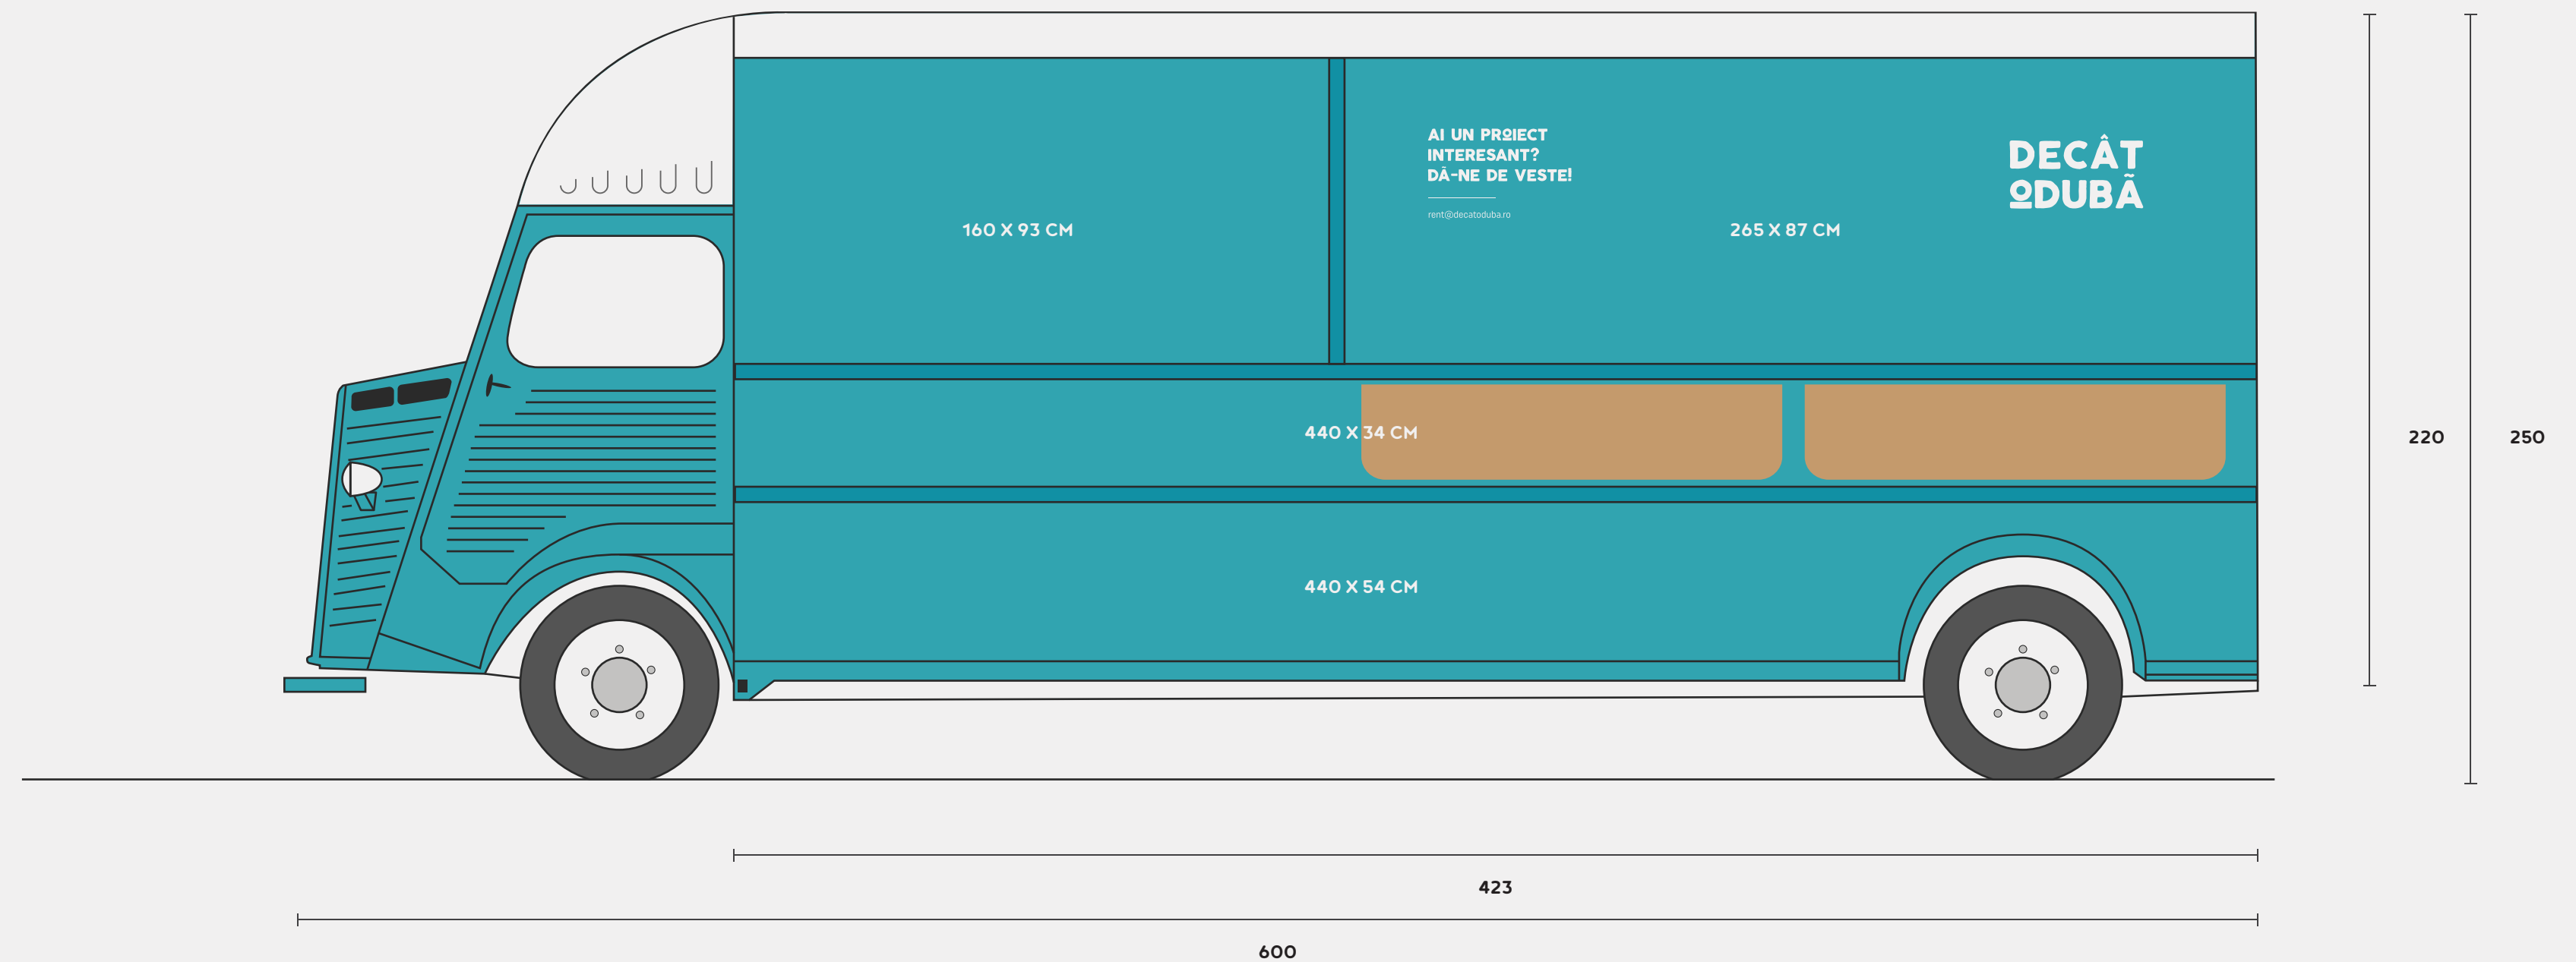 AI UN PROIECT
INTERESANT?
DĂ-NE DE VESTE!
rent@decatoduba.ro
DECÂT
ODUBĂ
160 X 93 CM
265 X 87 CM
440 X 34 CM
440 X 54 CM
220
250
423
600